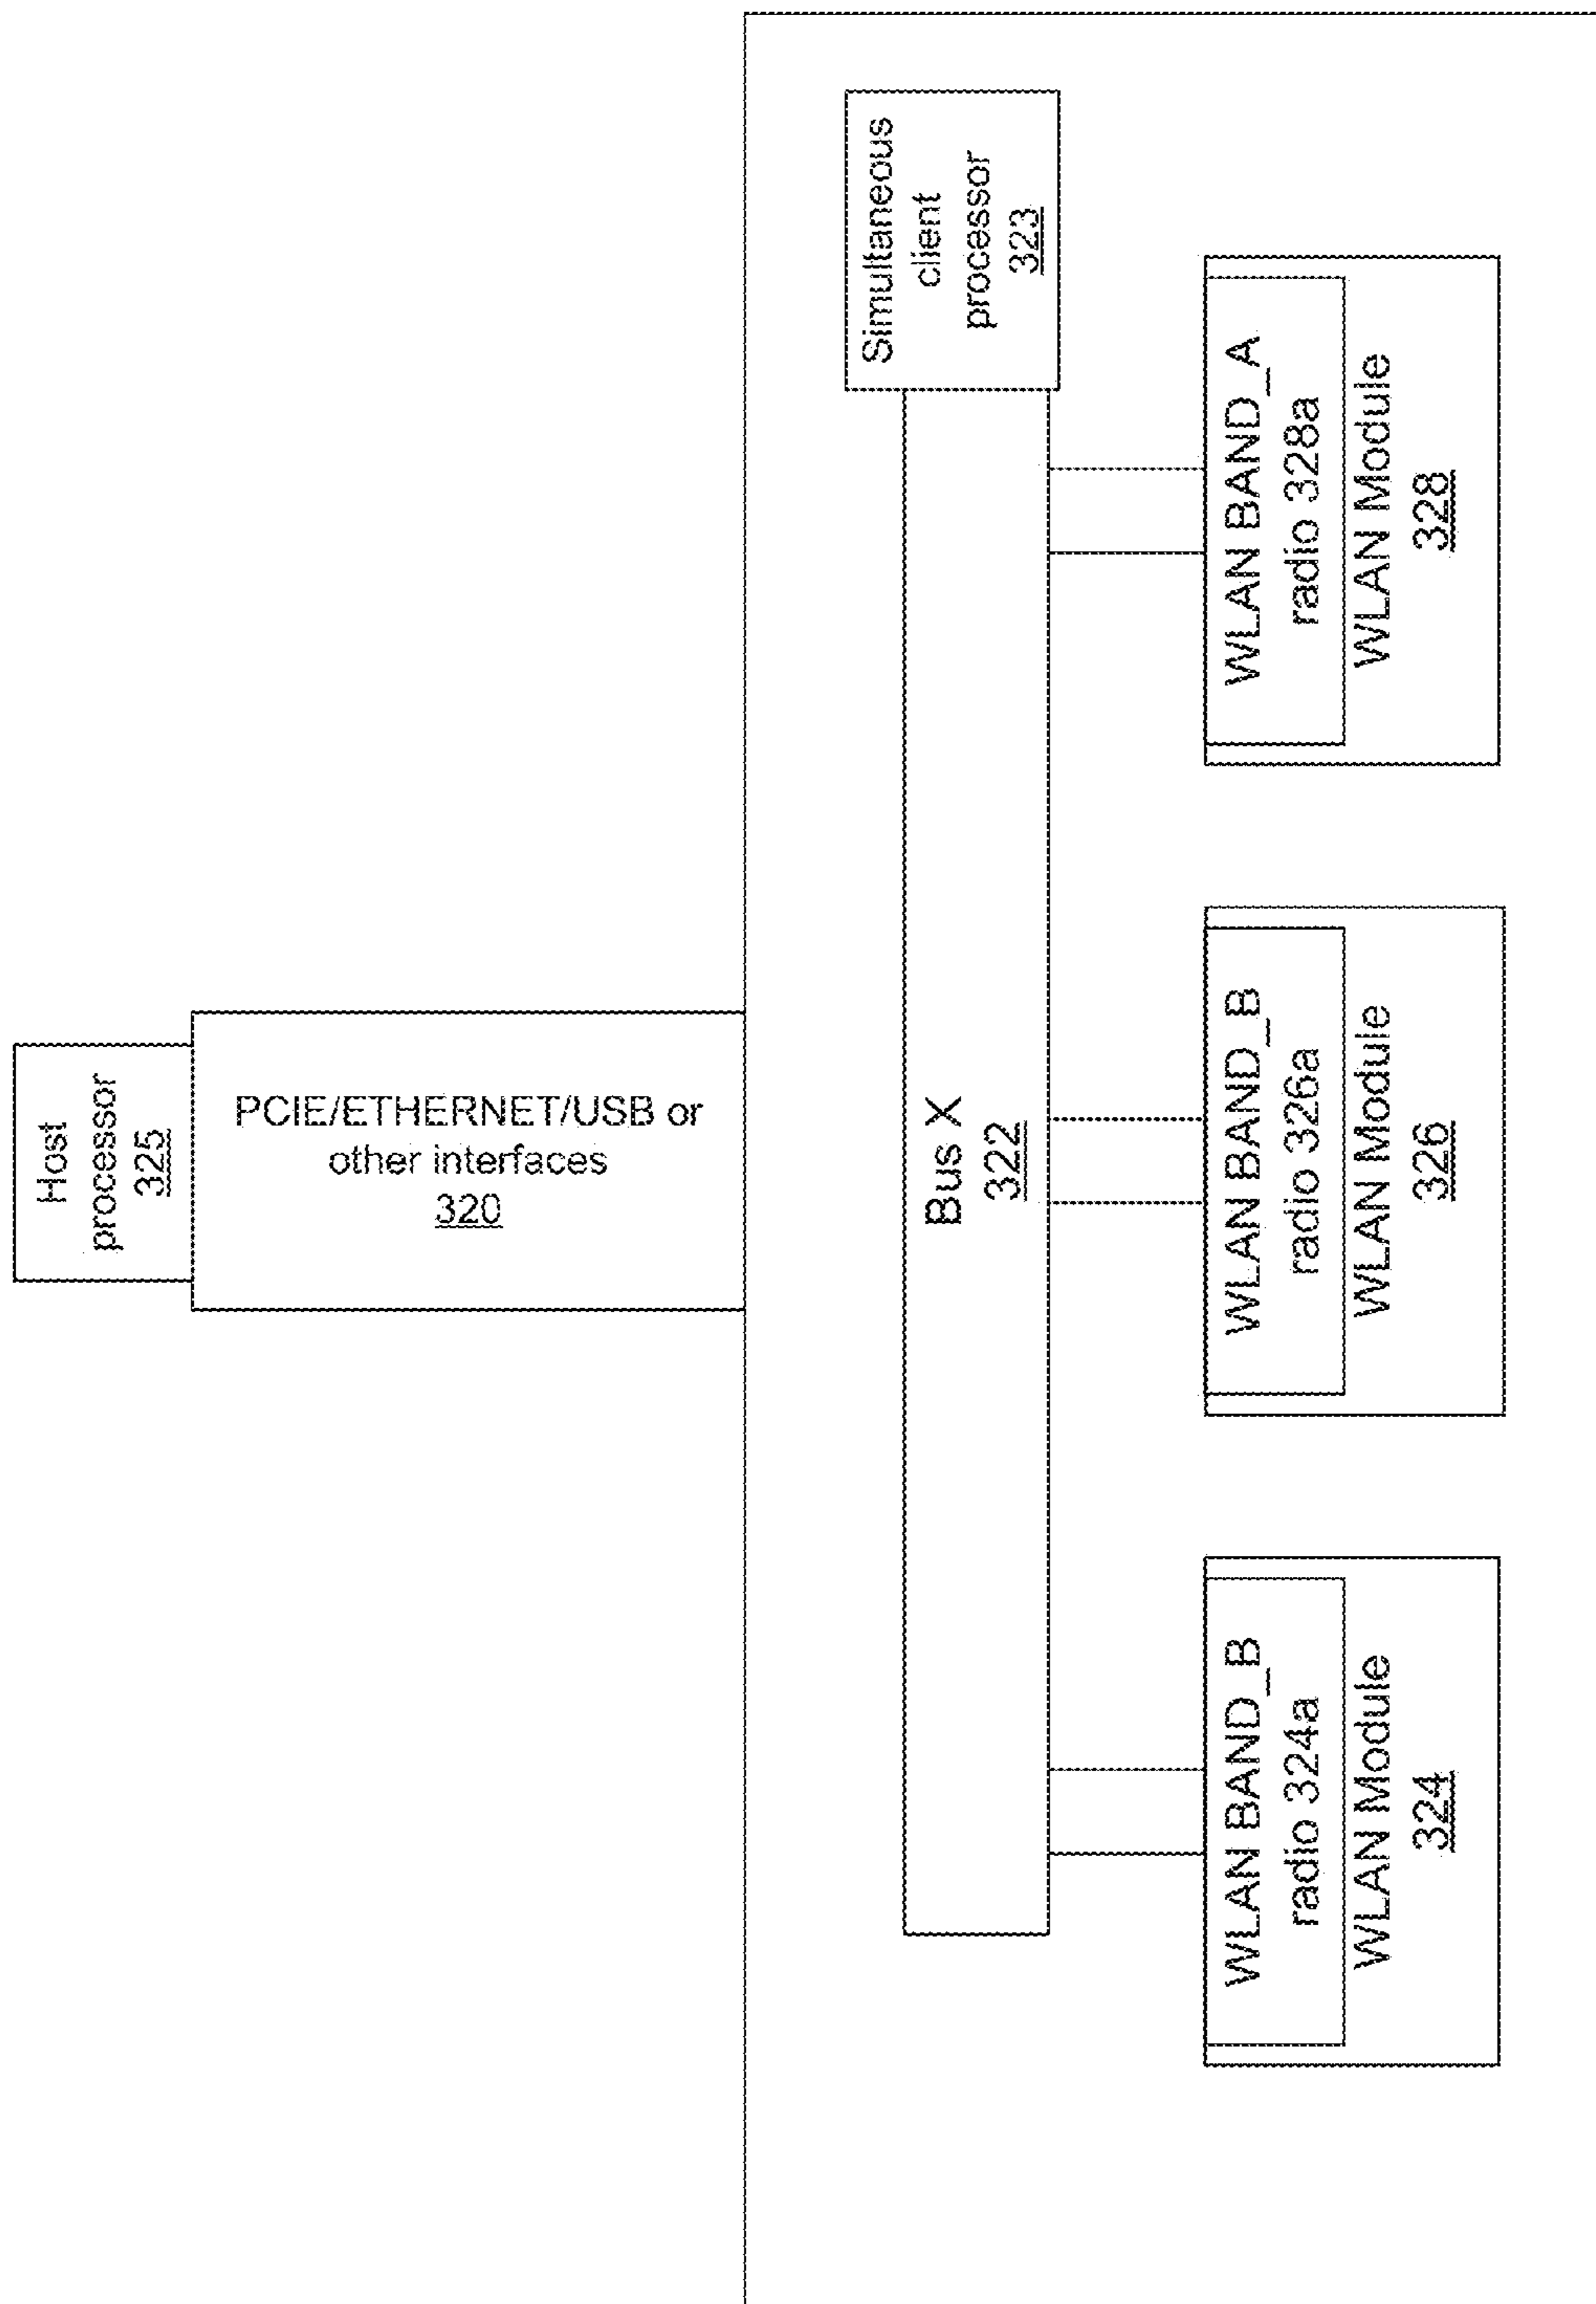 Host
processor
325
PCIE/ETHERNET/USB or
other interfaces
320
Bus X
322
Simultaneous
client
processor
323
WLAN BAND_B
radio 324a
WLAN Module
324
WLAN BAND_B
radio 326a
WLAN Module
326
WLAN BAND_A
radio 328a
WLAN Module
328